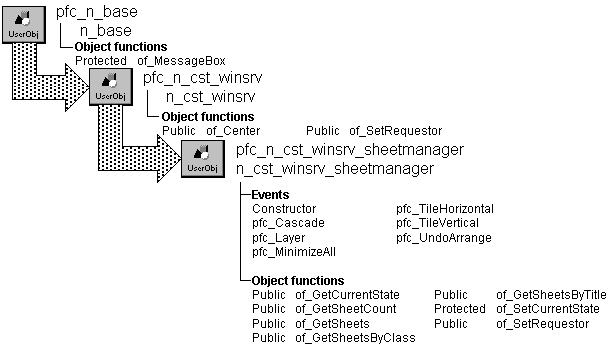 pfc_n_base
n_base
UserObj
Object functions
Protected of_MessageBox
pfc_n_cst_winsrv
n_cst_winsrv
UserObj
Object functions
Public of_Center Public of_SetRequestor
pfc_n_cst_winsrv_sheetmanager
n_cst_winsrv_sheetmanager
UserObj
Events
Constructor pfc_TileHorizontal
pfc_Cascade pfc_TileVertical
pfc_Layer pfc_UndoArrange
pfc_MinimizeAll
Object functions
Public of_GetCurrentState Public of_GetSheetsByTitle
Public of_GetSheetCount Protected of_SetCurrentState
Public of_GetSheets Public of_SetRequestor
Public of_GetSheetsByClass